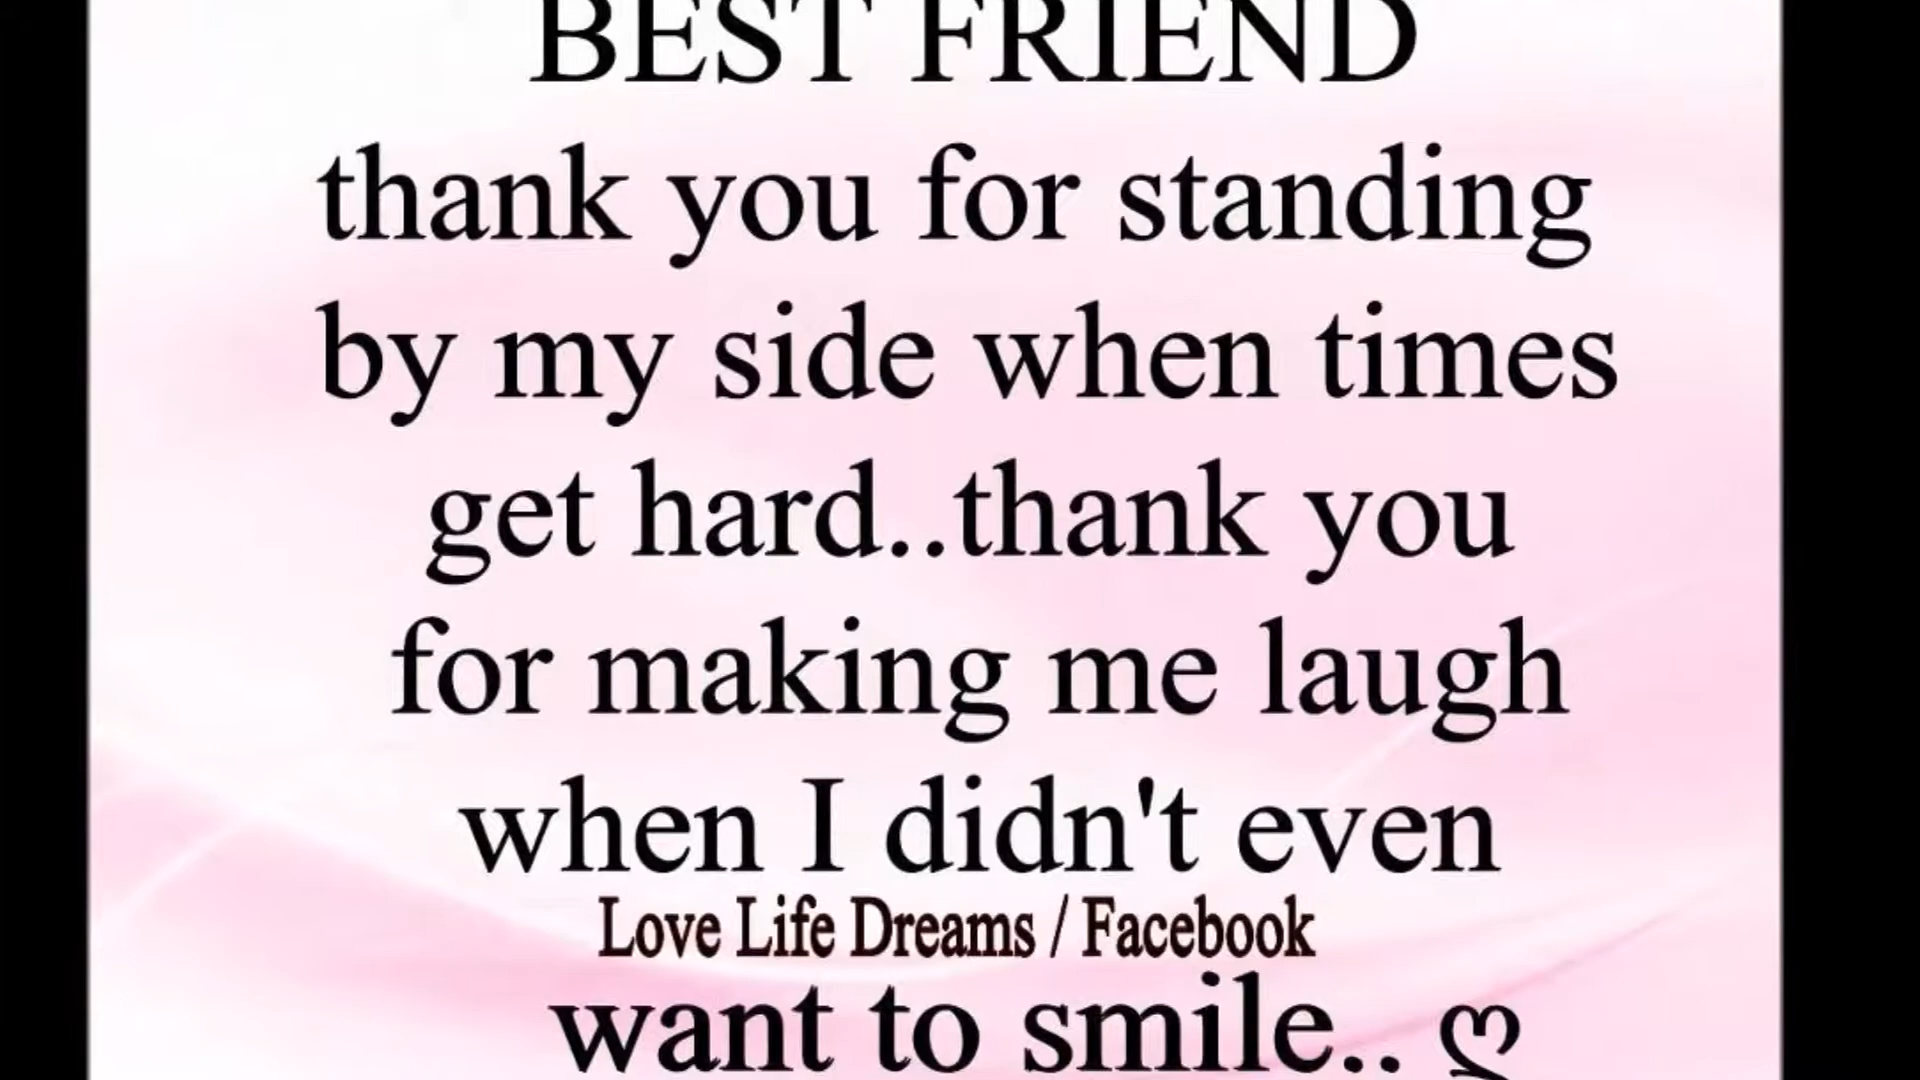 BEST FRIEND
thank you for standing
by my side when times
get hard..thank you
for making me laugh
when I didn't even
Love Life Dreams / Facebook
want to smile.. ღ